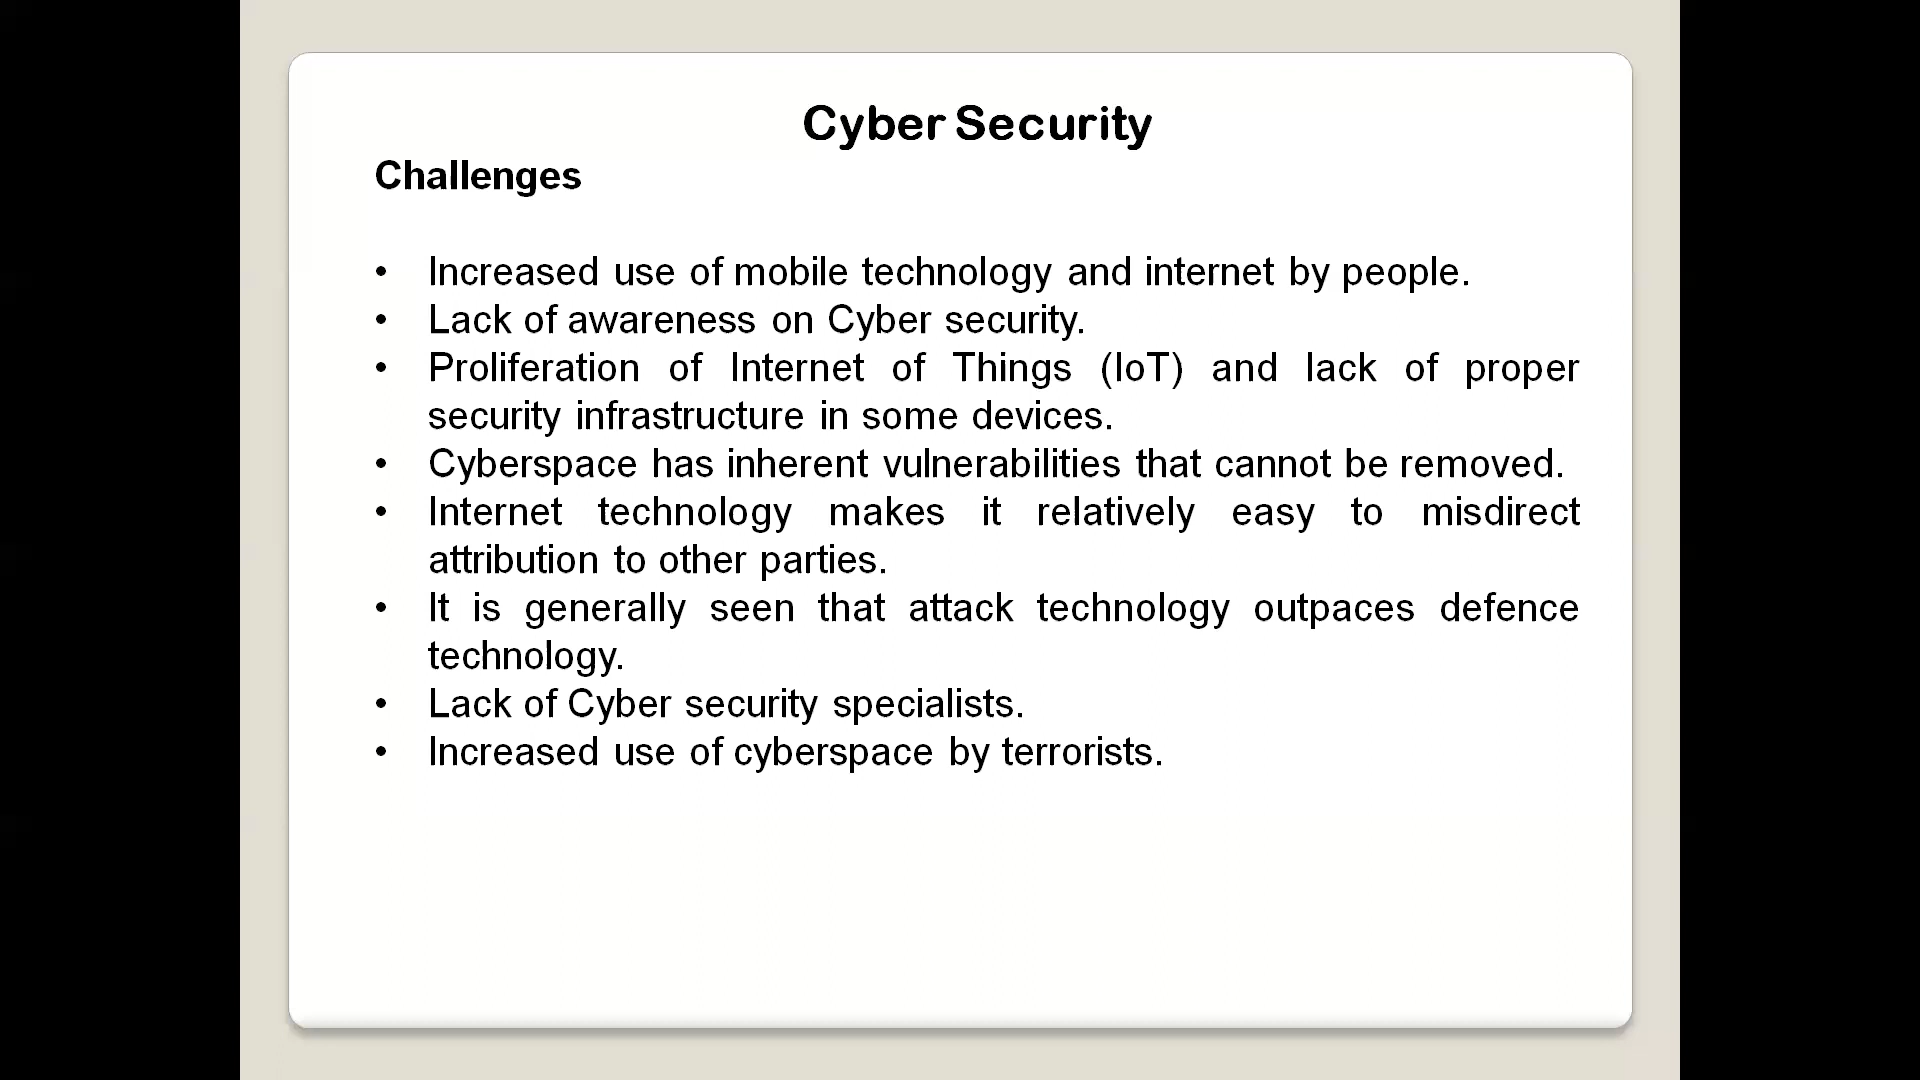 Cyber Security
Challenges
• Increased use of mobile technology and internet by people.
• Lack of awareness on Cyber security.
• Proliferation of Internet of Things (IoT) and lack of proper
security infrastructure in some devices.
• Cyberspace has inherent vulnerabilities that cannot be removed.
• Internet technology makes it relatively easy to misdirect
attribution to other parties.
• It is generally seen that attack technology outpaces defence
technology.
• Lack of Cyber security specialists.
• Increased use of cyberspace by terrorists.